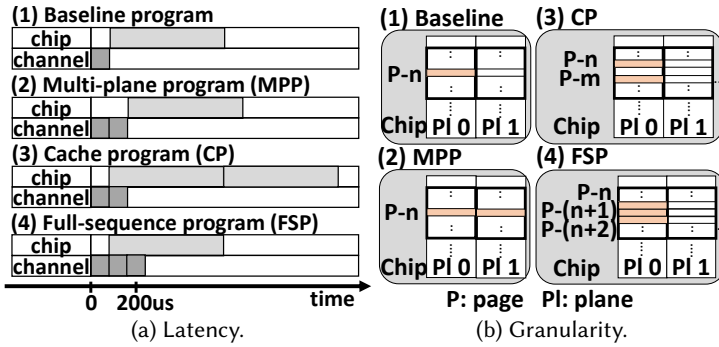 (1) Baseline program
chip
channel
(2) Multi-plane program (MPP)
chip
channel
(3) Cache program (CP)
chip
channel
(4) Full-sequence program (FSP)
chip
channel
0
200us
time
(a) Latency.
(1) Baseline
P-n
⋮
⋮
⋮
⋮
Chip
Pl 0
Pl 1
(3) CP
P-n
P-m
⋮
⋮
⋮
⋮
Pl 0
Pl 1
Chip
(2) MPP
P-n
⋮
⋮
⋮
⋮
Chip
Pl 0
Pl 1
(4) FSP
P-n
P-(n+1)
P-(n+2)
⋮
⋮
⋮
⋮
Pl 0
Pl 1
Chip
P: page
Pl: plane
(b) Granularity.